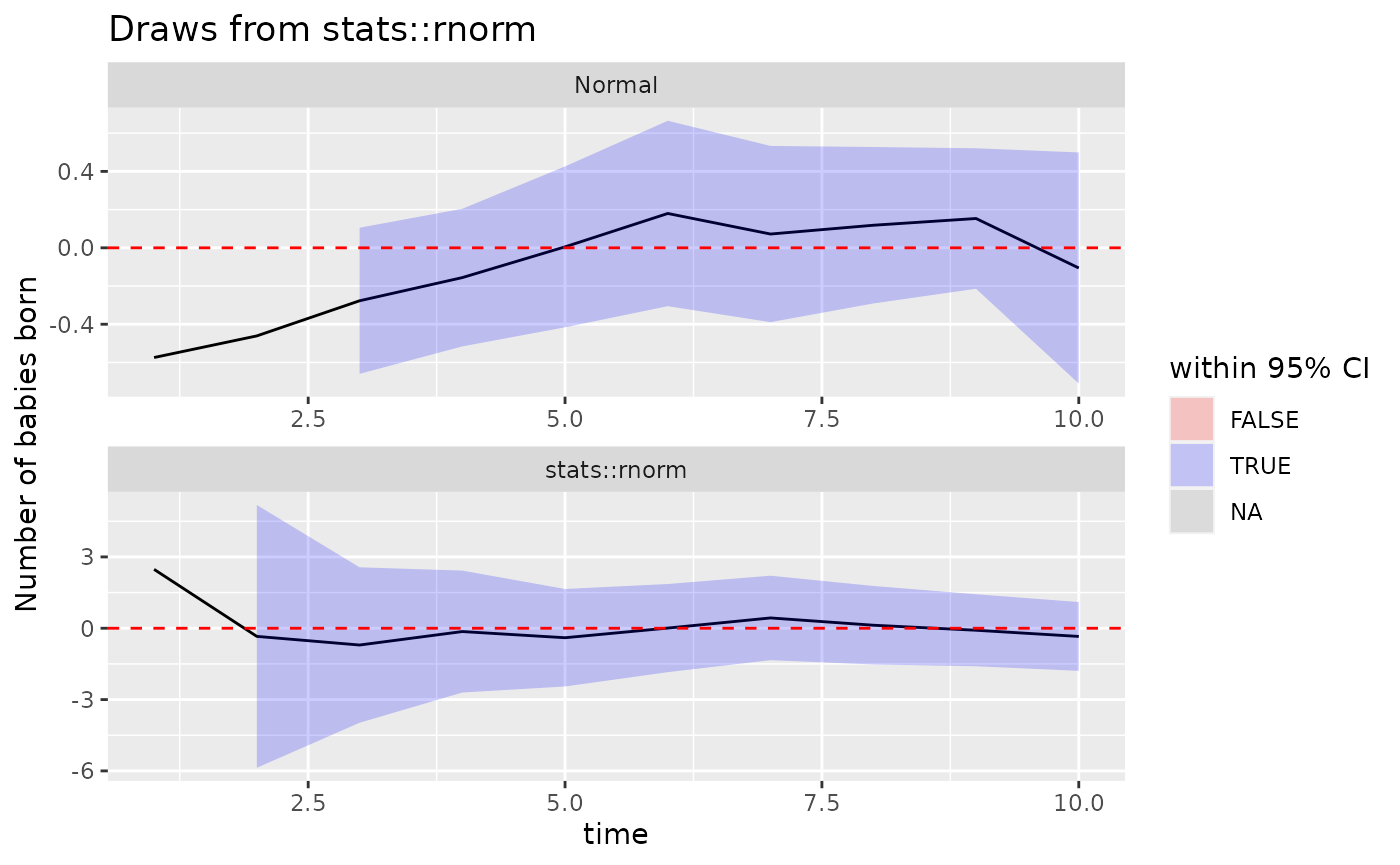 Draws from stats::rnorm
Normal
0.4
0.0
-0.4
2.5 5.0 7.5 10.0
stats::rnorm
3
0
-3
-6
2.5 5.0 7.5 10.0
time
Number of babies born
within 95% CI
FALSE
TRUE
NA